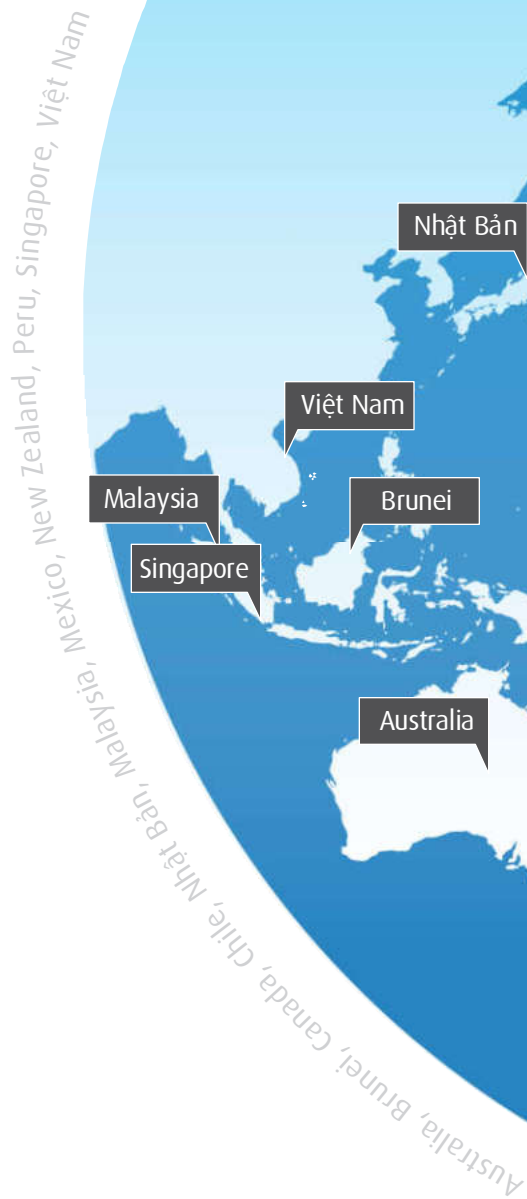 Australia, Brunei, Canada, Chile, Nhật Bản, Malaysia, Mexico, New Zealand, Peru, Singapore, Việt Nam
Nhật Bản
Việt Nam
Malaysia
Brunei
Singapore
Australia